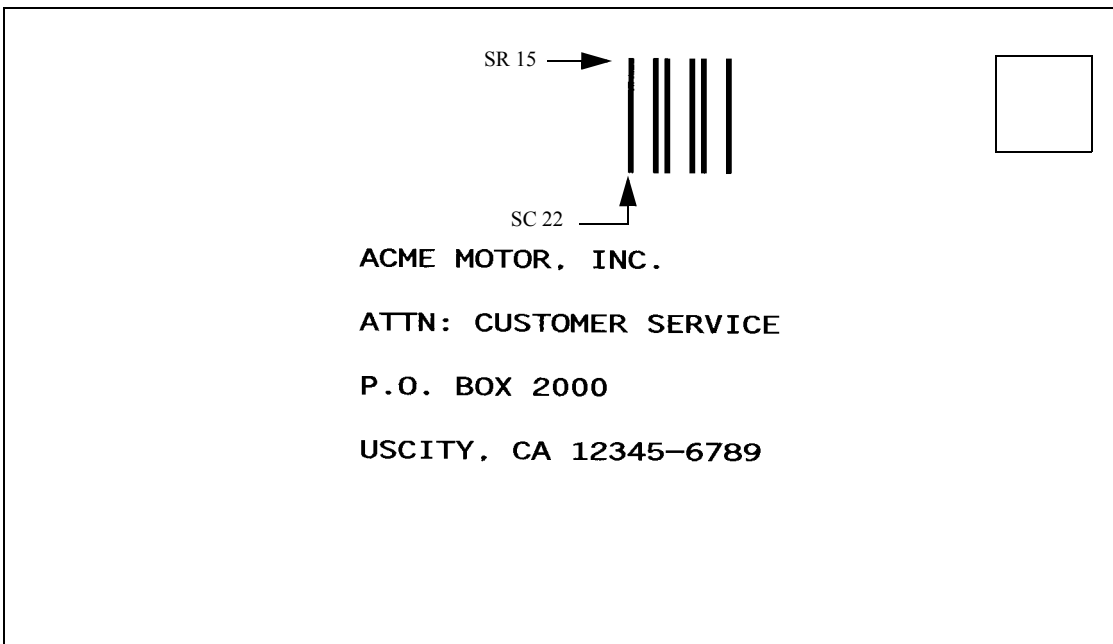 SR 15
SC 22
ACME MOTOR, INC.
ATTN: CUSTOMER SERVICE
P.O. BOX 2000
USCITY, CA 12345-6789